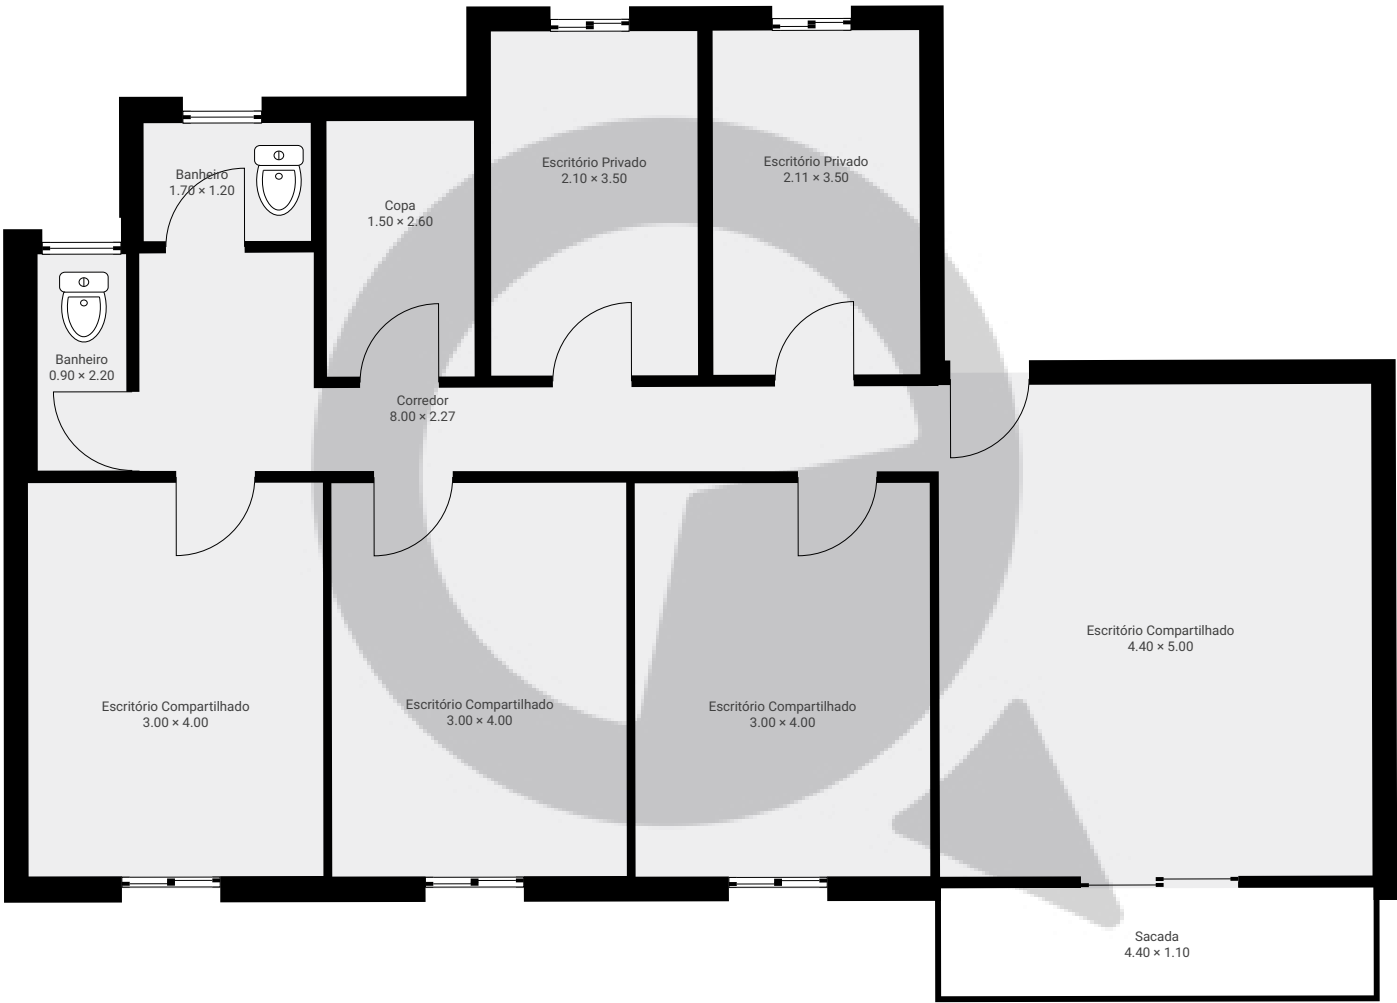 Escritório Privado
2.10 × 3.50
Escritório Privado
2.11 × 3.50
Banheiro
1.70 × 1.20
Copa
1.50 × 2.60
Banheiro
0.90 × 2.20
Corredor
8.00 × 2.27
Escritório Compartilhado
4.40 × 5.00
Escritório Compartilhado
3.00 × 4.00
Escritório Compartilhado
3.00 × 4.00
Escritório Compartilhado
3.00 × 4.00
Sacada
4.40 × 1.10